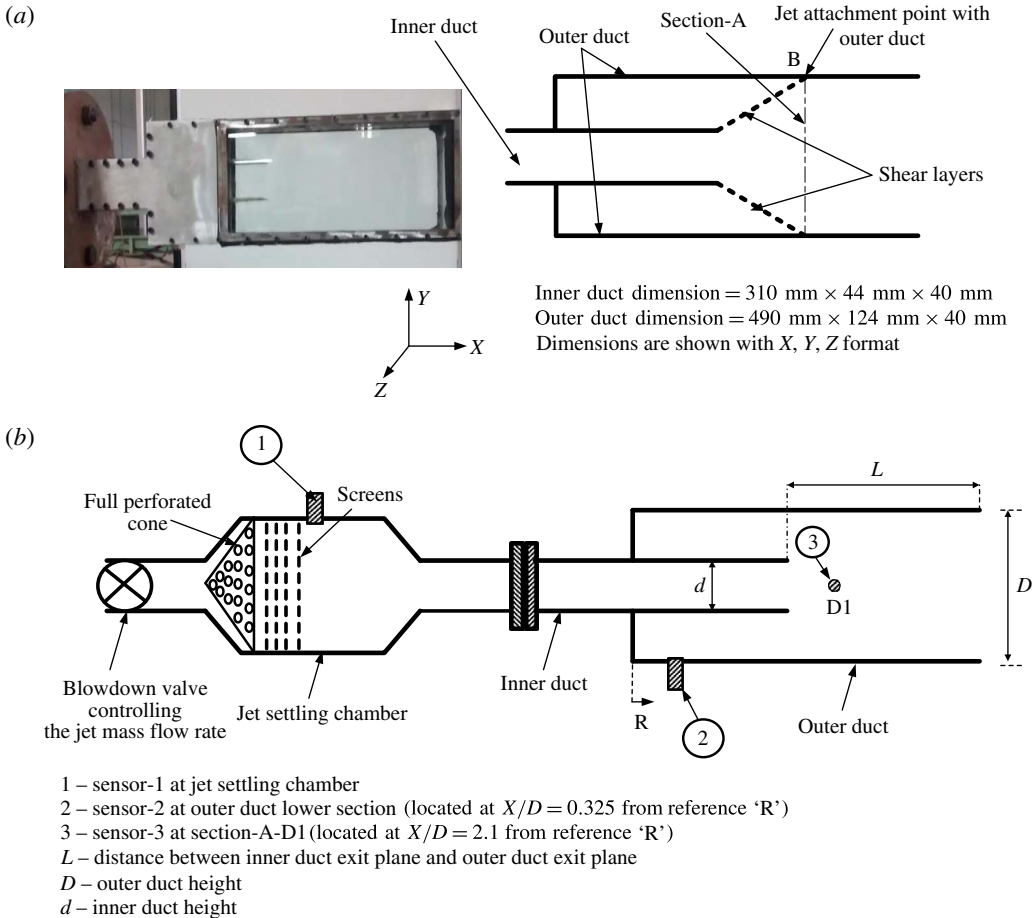 (a)
Inner duct
Outer duct
Section-A
Jet attachment point with
outer duct
B
Shear layers
Y
X
Z
Inner duct dimension = 310 mm × 44 mm × 40 mm
Outer duct dimension = 490 mm × 124 mm × 40 mm
Dimensions are shown with X, Y, Z format
(b)
1
Full perforated
cone
Screens
L
3
d
D1
D
Blowdown valve
controlling
the jet mass flow rate
Jet settling chamber
Inner duct
R
2
Outer duct
1 – sensor-1 at jet settling chamber
2 – sensor-2 at outer duct lower section (located at X/D = 0.325 from reference ‘R’)
3 – sensor-3 at section-A-D1(located at X/D = 2.1 from reference ‘R’)
L – distance between inner duct exit plane and outer duct exit plane
D – outer duct height
d – inner duct height